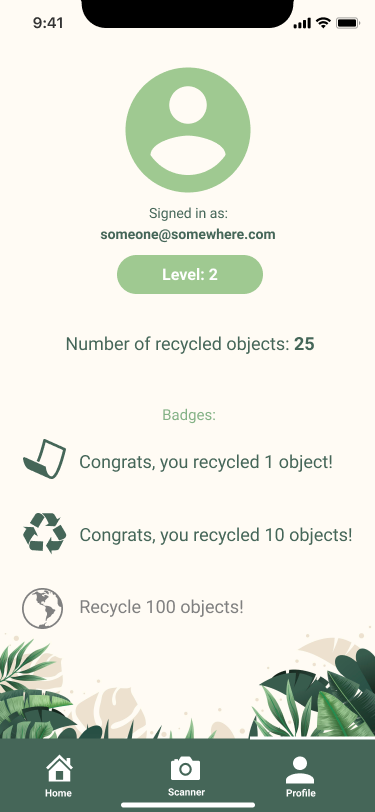 9:41
Signed in as:
someone@somewhere.com
Level: 2
Number of recycled objects: 25
Badges:
Congrats, you recycled 1 object!
Congrats, you recycled 10 objects!
Recycle 100 objects!
Home
Scanner
Profile